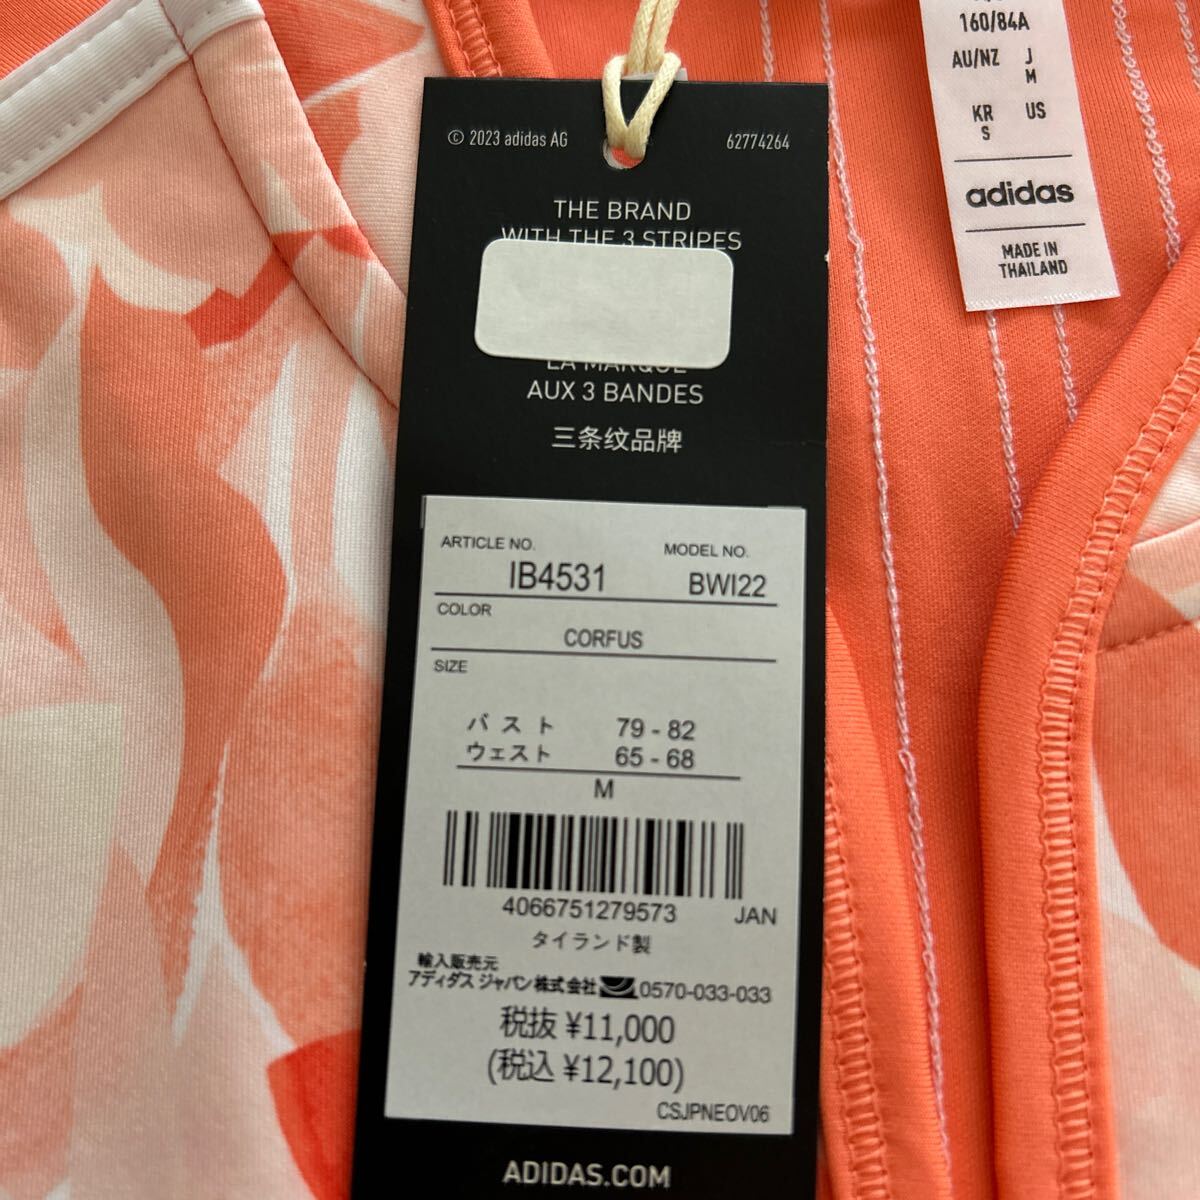 160/84A
AU/NZ
J
M
KR
S
US
adidas
MADE IN
THAILAND
© 2023 adidas AG
62774264
THE BRAND
WITH THE 3 STRIPES
LA MARQUE
AUX 3 BANDES
三条纹品牌
ARTICLE NO.
MODEL NO.
IB4531
BWI22
COLOR
CORFUS
SIZE
バスト 79 - 82
ウェスト 65 - 68
M
4066751279573
JAN
タイランド製
輸入販売元
アディダス ジャパン株式会社 0570-033-033
税抜 ¥11,000
(税込 ¥12,100)
CSJPNEOV06
ADIDAS.COM